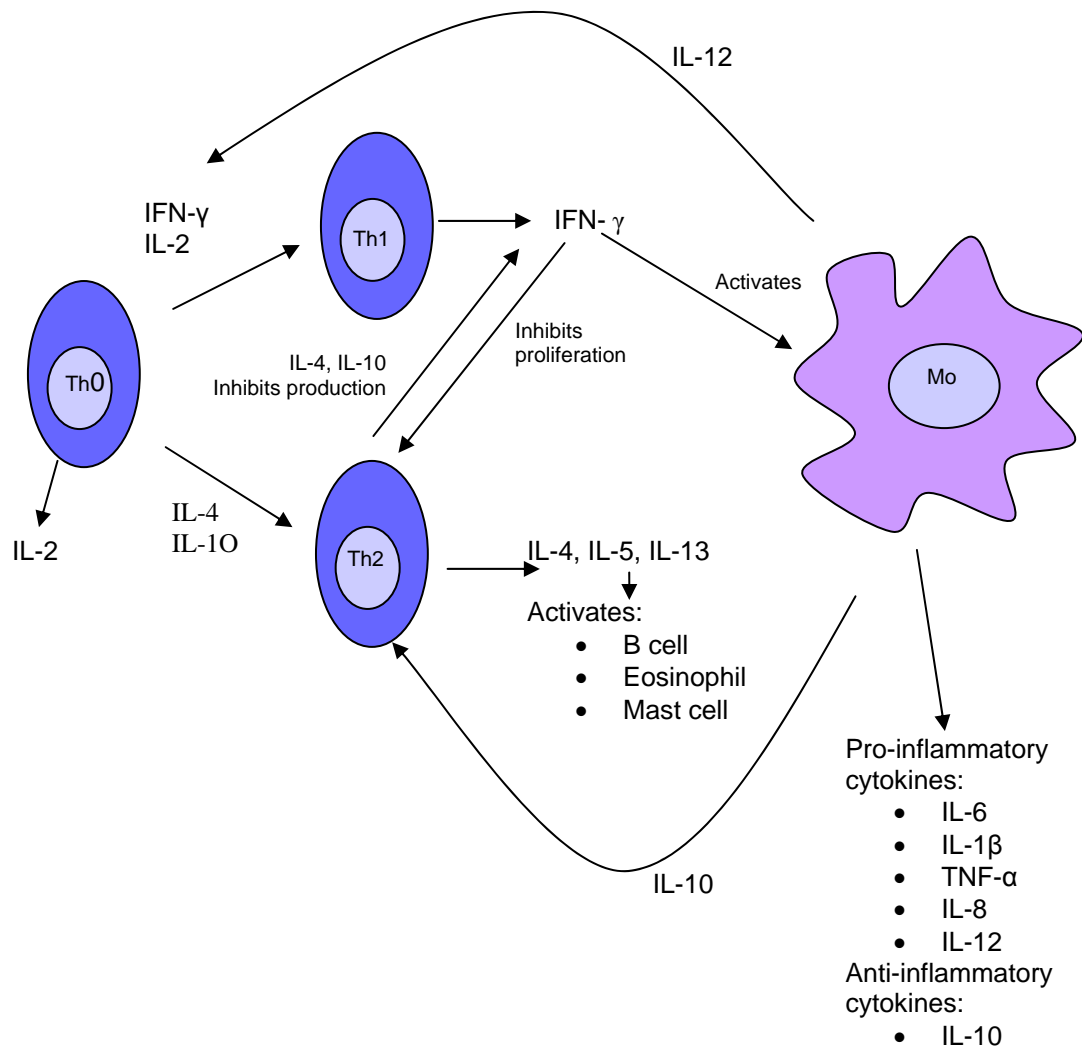 IL-12
IFN-γ
IL-2
Th1
IFN- γ
Activates
Inhibits
proliferation
IL-4, IL-10
Inhibits production
Th0
Mo
IL-2
IL-4
IL-1O
Th2
IL-4, IL-5, IL-13
Activates:
• B cell
• Eosinophil
• Mast cell
IL-10
Pro-inflammatory
cytokines:
• IL-6
• IL-1β
• TNF-α
• IL-8
• IL-12
Anti-inflammatory
cytokines:
• IL-10